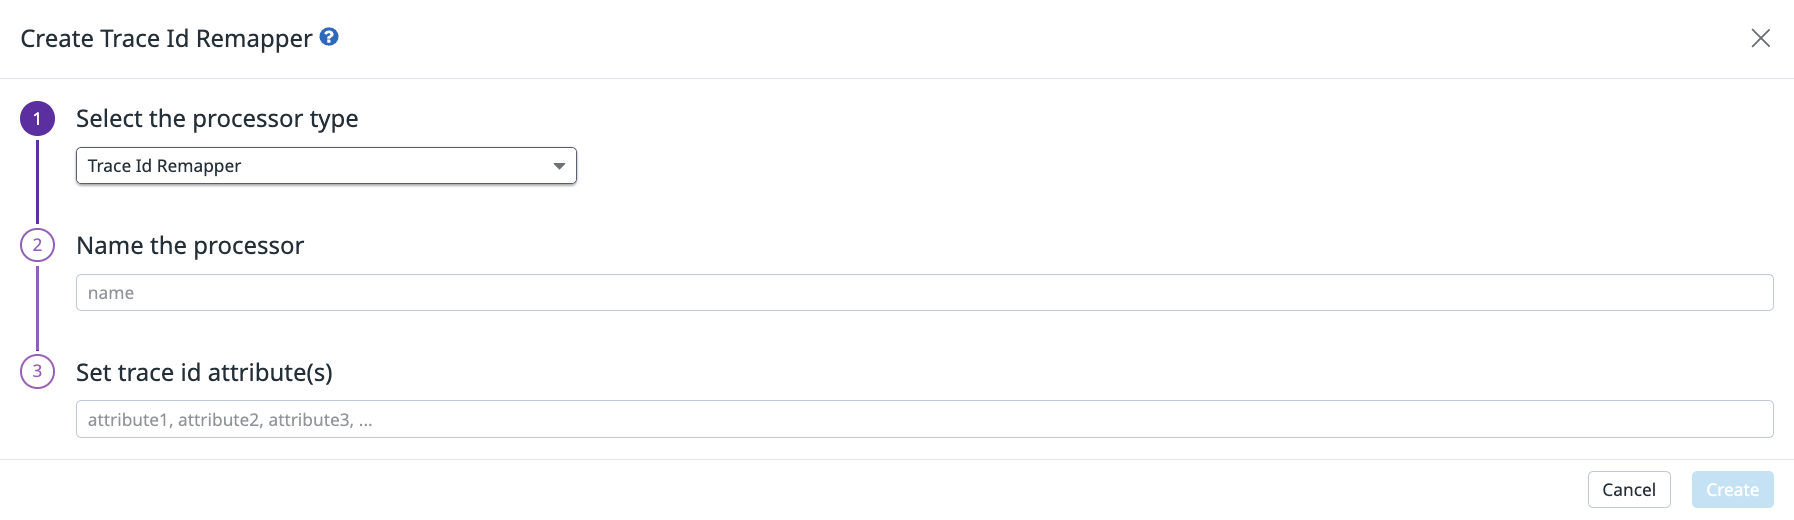 Create Trace Id Remapper ?
1 Select the processor type
Trace Id Remapper
2 Name the processor
name
3 Set trace id attribute(s)
attribute1, attribute2, attribute3, ...
Cancel Create